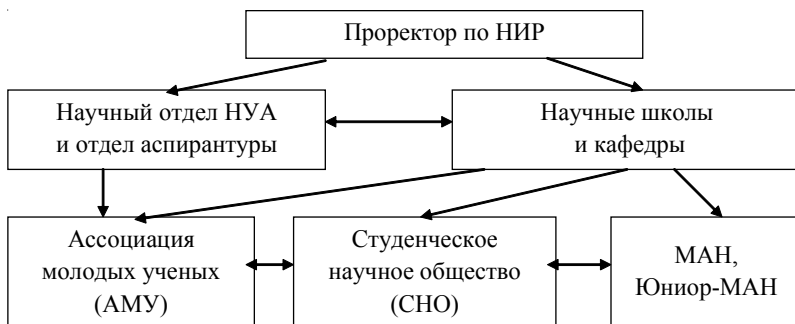 Проректор по НИР
Научный отдел НУА
и отдел аспирантуры
Научные школы
и кафедры
Ассоциация
молодых ученых
(АМУ)
Студенческое
научное общество
(СНО)
МАН,
Юниор-МАН